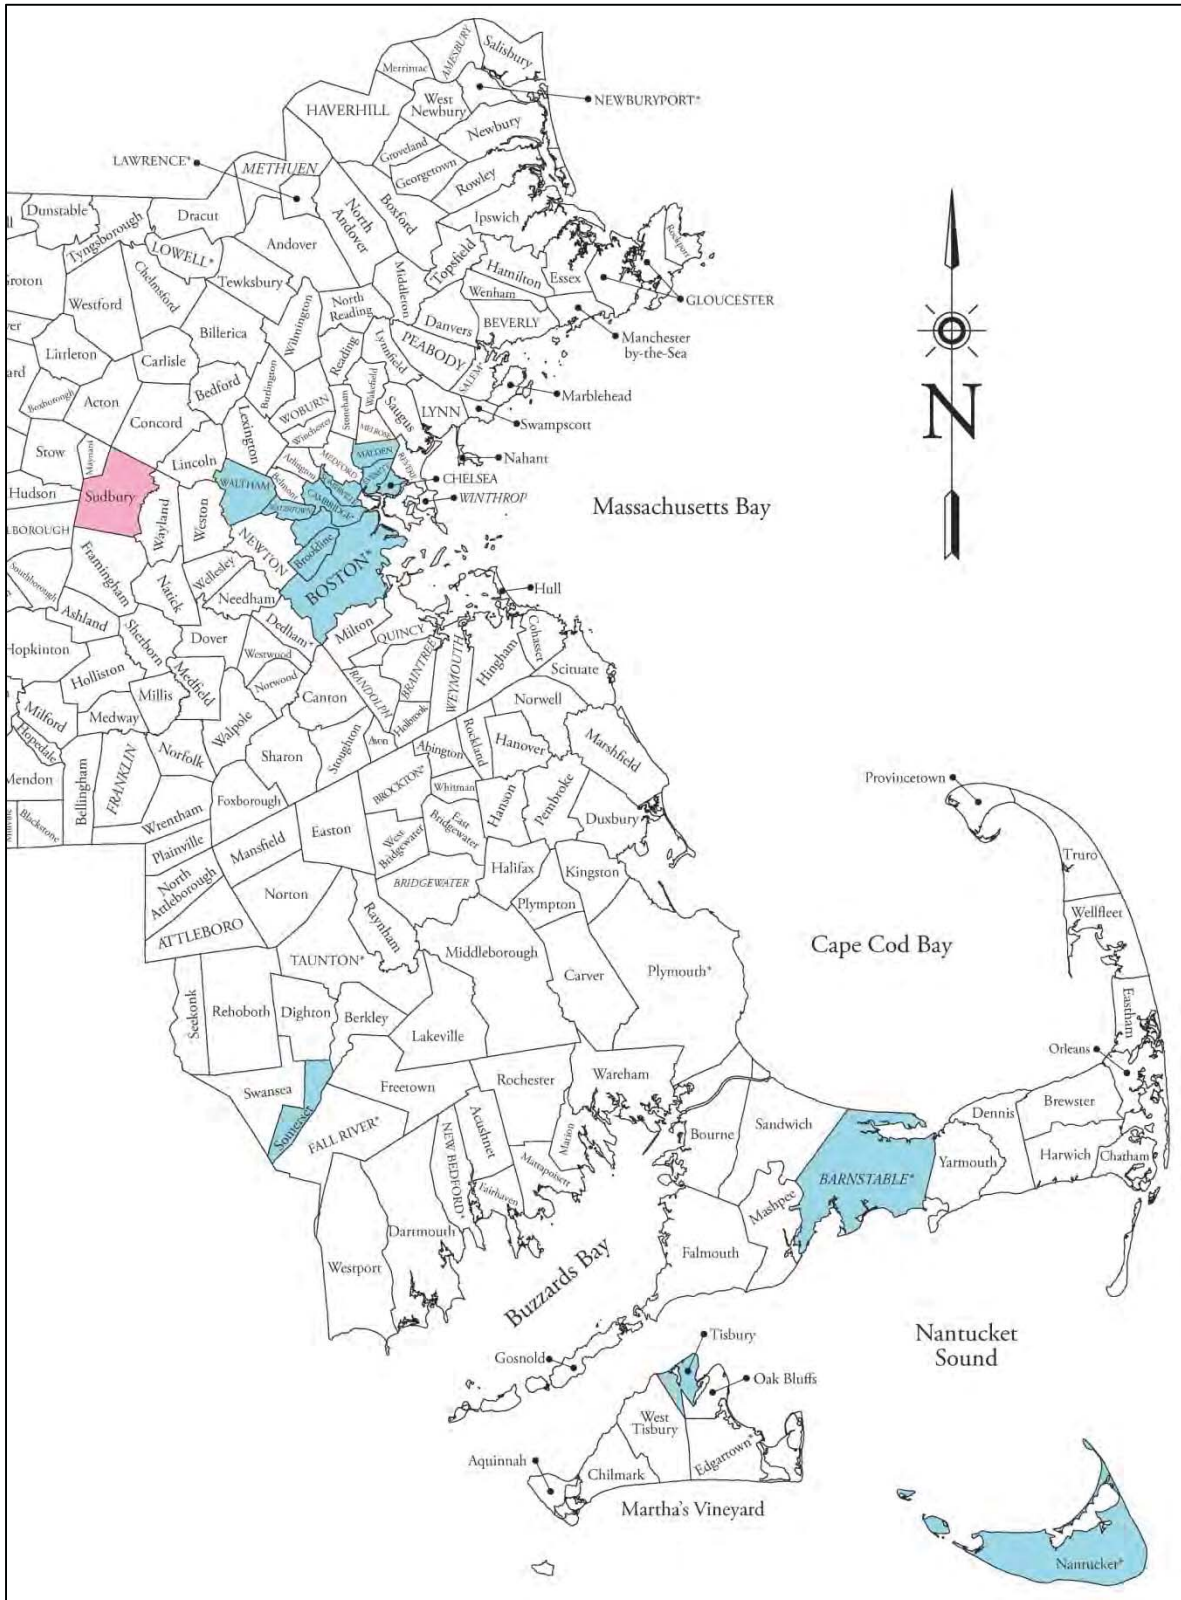 Salisbury
AMESBURY
Merrimac
NEWBURYPORT*
HAVERHILL
West
Newbury
Newbury
Groveland
LAWRENCE*
METHUEN
Georgetown
Rowley
Dunstable
Tyngsborough
Dracut
North
Andover
Boxford
Ipswich
Rockport
Andover
LOWELL*
Groton
Chelmsford
Tewksbury
Middleton
Topsfield
Hamilton
Essex
Wenham
GLOUCESTER
Westford
Wilmington
North
Reading
Danvers
BEVERLY
Manchester
by-the-Sea
Billerica
Littleton
Carlisle
Reading
Lynnfield
PEABODY
SALEM*
Boxborough
Acton
Bedford
Burlington
WOBURN
Stoneham
Wakefield
Saugus
LYNN
Marblehead
Concord
Lexington
Winchester
MELROSE
Swampscott
Stow
Maynard
Lincoln
Arlington
MEDFORD
MALDEN
REVERE
Nahant
Hudson
Sudbury
WALTHAM
Belmont
SOMERVILLE
EVERETT
CHELSEA
CAMBRIDGE*
WINTHROP
WATERTOWN
Massachusetts Bay
N
LBOROUGH
Wayland
Weston
NEWTON
Brookline
BOSTON*
Southborough
Framingham
Natick
Wellesley
Needham
Hull
Ashland
Sherborn
Dover
Dedham*
Milton
QUINCY
Cohasset
Hopkinton
Westwood
BRAINTREE
WEYMOUTH
Hingham
Scituate
Holliston
Medfield
Norwood
Canton
RANDOLPH
Holbrook
Norwell
Milford
Medway
Millis
Walpole
Hopedale
Norfolk
Sharon
Stoughton
Avon
Abington
Rockland
Hanover
Marshfield
Mendon
Bellingham
FRANKLIN
BROCKTON*
Whitman
Hanson
Pembroke
Provincetown
Blackstone
Wrentham
Foxborough
Easton
West
Bridgewater
East
Bridgewater
Duxbury
Plainville
Mansfield
Halifax
Kingston
Truro
North
Attleborough
Norton
BRIDGEWATER
Plympton
Wellfleet
ATTLEBORO
Raynham
Middleborough
Cape Cod Bay
TAUNTON*
Carver
Plymouth*
Seekonk
Rehoboth
Dighton
Berkley
Lakeville
Eastham
Orleans
Swansea
Freetown
Rochester
Wareham
Somerset
FALL RIVER*
NEW BEDFORD*
Acushnet
Marion
Bourne
Sandwich
Dennis
Brewster
Mattapoisett
Yarmouth
Harwich
Chatham
Fairhaven
Mashpee
BARNSTABLE*
Dartmouth
Westport
Falmouth
Buzzards Bay
Nantucket
Sound
Tisbury
Gosnold
Oak Bluffs
West
Tisbury
Edgartown*
Aquinnah
Chilmark
Martha's Vineyard
Nantucket*